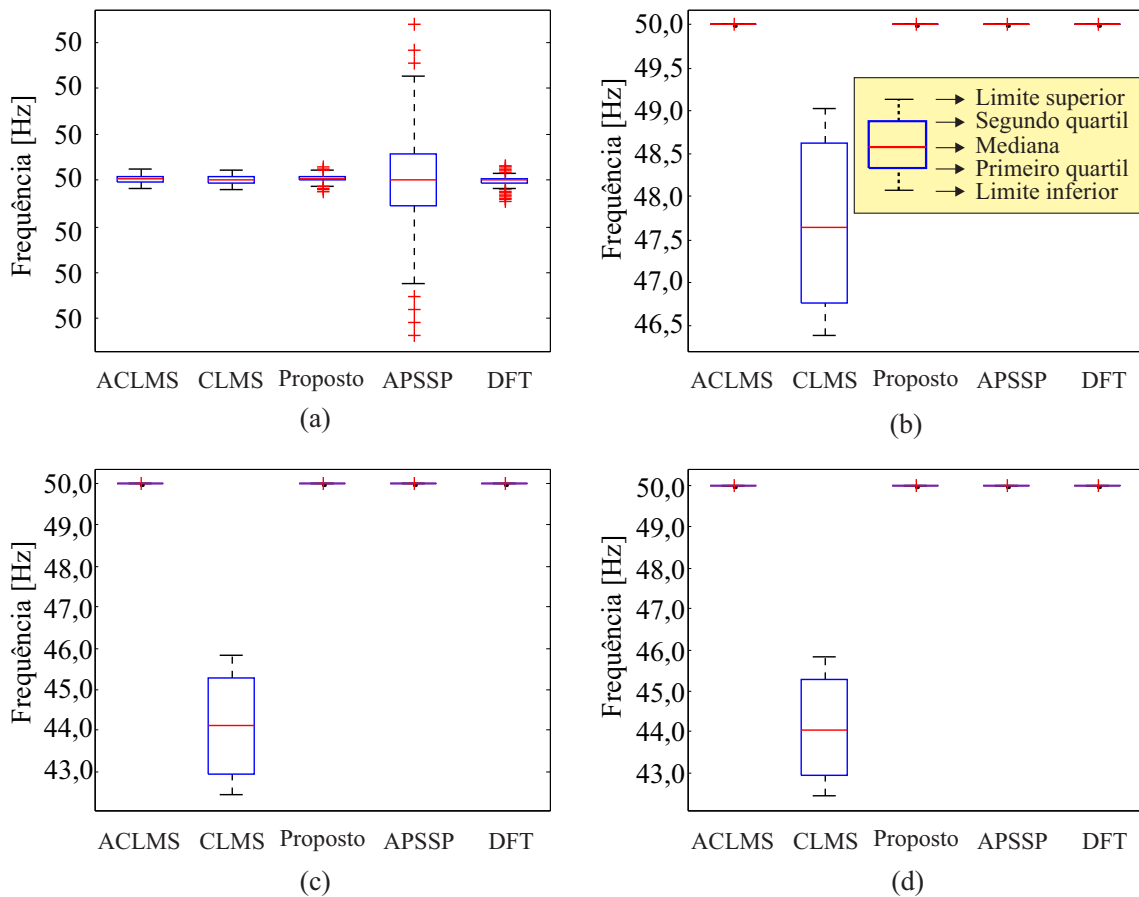 Frequência [Hz]
50
50
50
50
50
50
50
ACLMS CLMS Proposto APSSP DFT
(a)
Frequência [Hz]
50,0
49,5
49,0
48,5
48,0
47,5
47,0
46,5
Limite superior
Segundo quartil
Mediana
Primeiro quartil
Limite inferior
ACLMS CLMS Proposto APSSP DFT
(b)
Frequência [Hz]
50,0
49,0
48,0
47,0
46,0
45,0
44,0
43,0
ACLMS CLMS Proposto APSSP DFT
(c)
Frequência [Hz]
50,0
49,0
48,0
47,0
46,0
45,0
44,0
43,0
ACLMS CLMS Proposto APSSP DFT
(d)